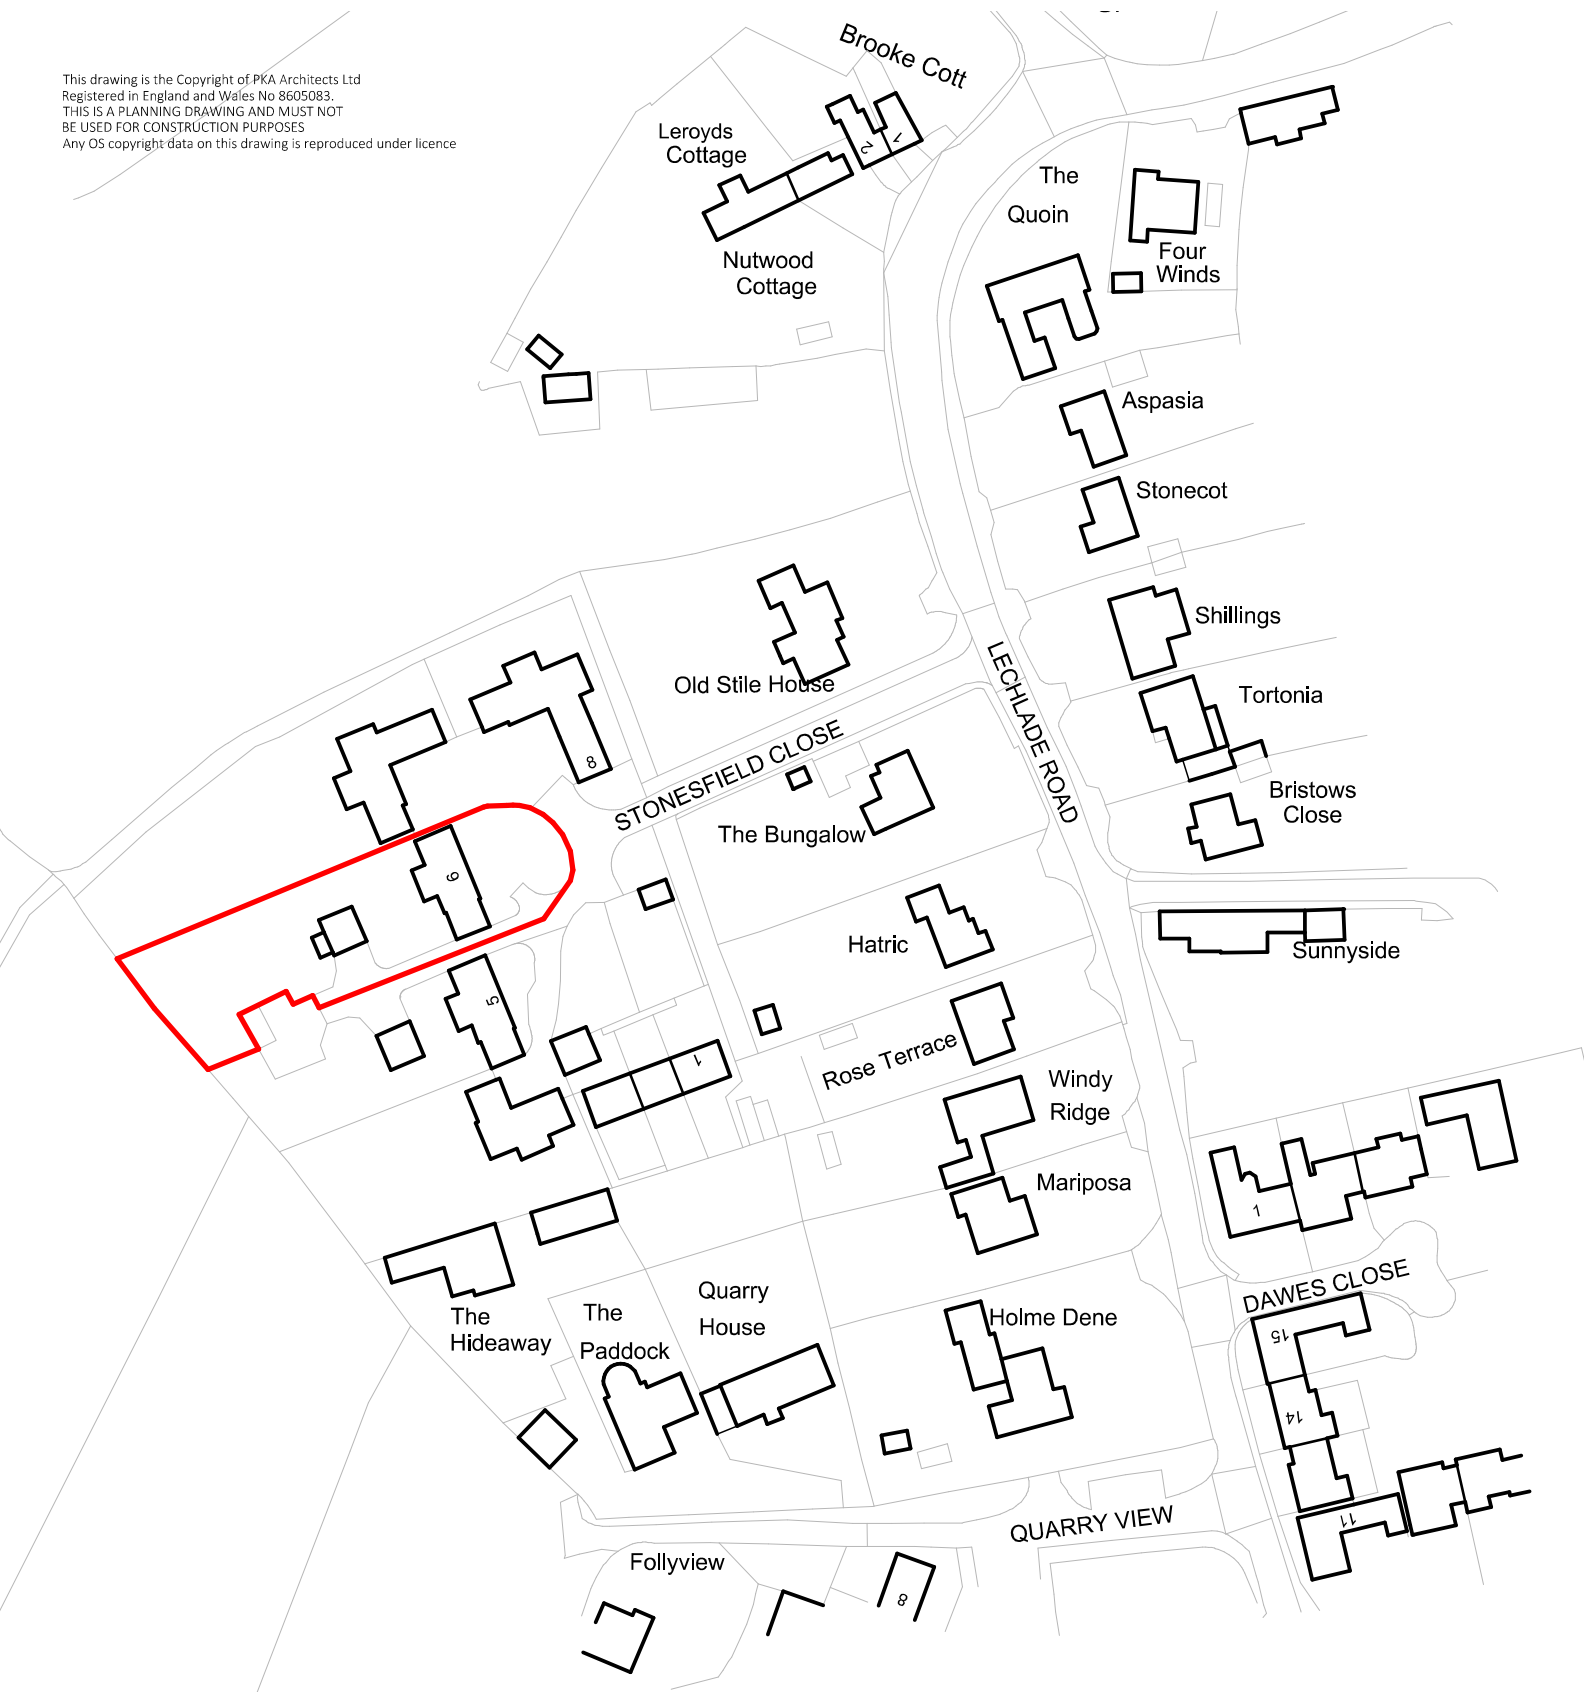 This drawing is the Copyright of PKA Architects Ltd
Registered in England and Wales No 8605083.
THIS IS A PLANNING DRAWING AND MUST NOT
BE USED FOR CONSTRUCTION PURPOSES
Any OS copyright data on this drawing is reproduced under licence
Brooke Cott
Leroyds
Cottage
2
1
The
Quoin
Four
Winds
Nutwood
Cottage
Aspasia
Stonecot
Shillings
Old Stile House
LECHLADE ROAD
Tortonia
8
STONESFIELD CLOSE
Bristows
Close
The Bungalow
6
Hatric
Sunnyside
5
1
Rose Terrace
Windy
Ridge
Mariposa
1
DAWES CLOSE
The
Hideaway
The
Paddock
Quarry
House
Holme Dene
15
14
11
QUARRY VIEW
Follyview
8